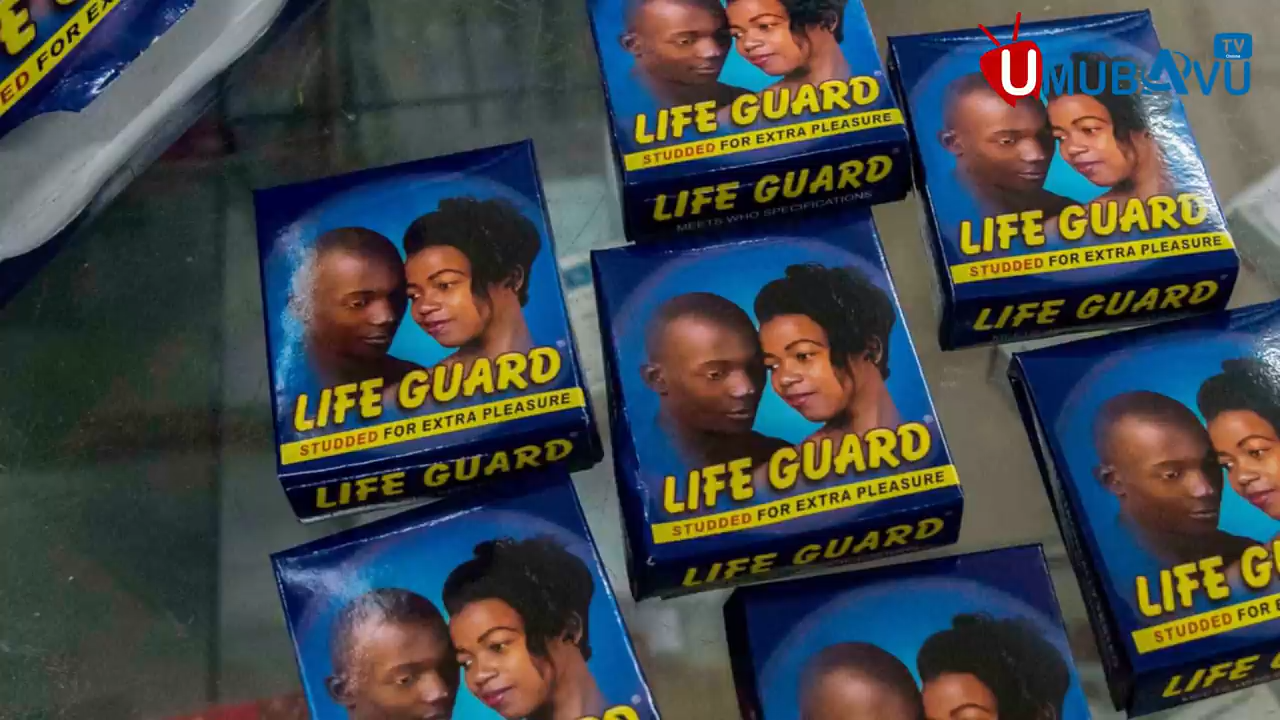 LIFE GUARD
STUDDED FOR EXTRA PLEASURE
LIFE GUARD
MEETS WHO SPECIFICATIONS
UMUBAVU
TV
Online
LIFE GUARD
STUDDED FOR EXTRA PLEASURE
LIFE GUARD
LIFE GUARD
STUDDED FOR EXTRA PLEASURE
LIFE GUARD
LIFE GUARD
STUDDED FOR EXTRA PLEASURE
LIFE GUARD
LIFE GU
STUDDED FOR E
LIFE G
ED FOR EX